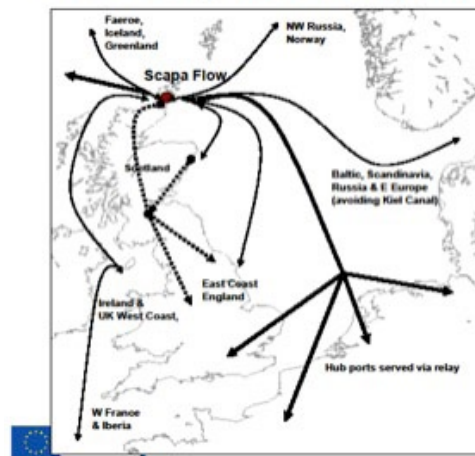 Faeroe,
Iceland,
Greenland
NW Russia,
Norway
Scapa Flow
Scotland
Baltic, Scandinavia,
Russia & E Europe
(avoiding Kiel Canal)
East Coast
England
Ireland &
UK West Coast,
Hub ports served via relay
W France
& Iberia